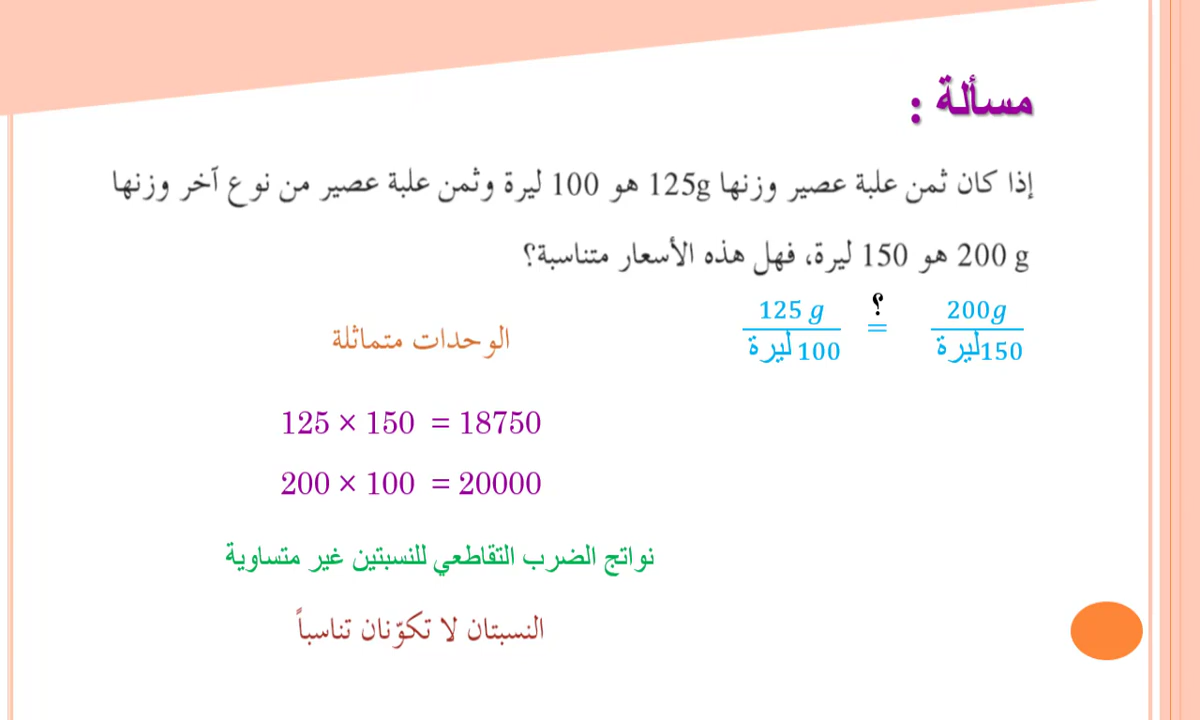 مسألة :
إذا كان ثمن علبة عصير وزنها 125g هو 100 ليرة وثمن علبة عصير من نوع آخر وزنها
200 g هو 150 ليرة، فهل هذه الأسعار متناسبة؟
125 g / 100 ليرة =؟ 200g / 150 ليرة
الوحدات متماثلة
125 × 150 = 18750
200 × 100 = 20000
نواتج الضرب التقاطعي للنسبتين غير متساوية
النسبتان لا تكوّنان تناسباً